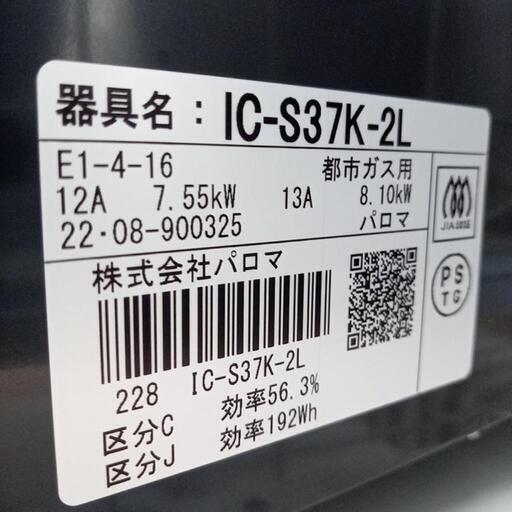 器具名：IC-S37K-2L
E1-4-16 都市ガス用
12A 7.55kW 13A 8.10kW
22・08-900325 パロマ
JIA
株式会社パロマ
PS
TG
228 IC-S37K-2L
区分C 効率56.3%
区分J 効率192Wh